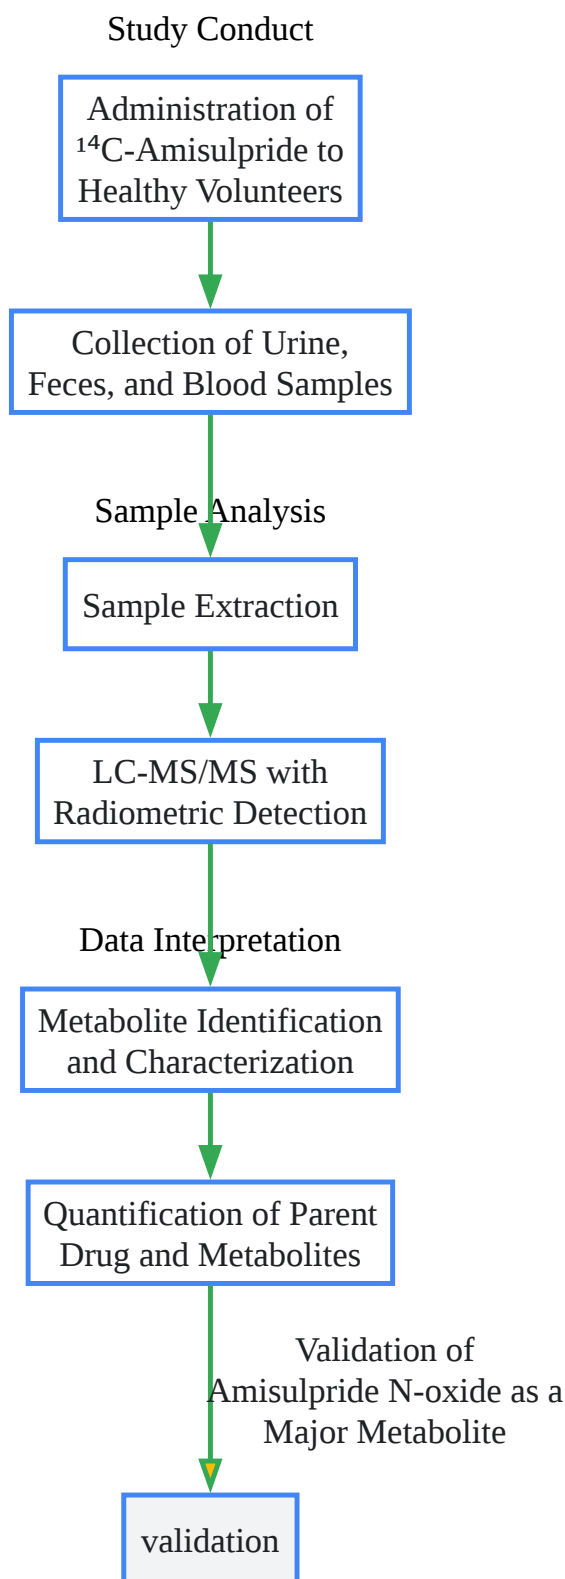 Study Conduct
Administration of
¹⁴C-Amisulpride to
Healthy Volunteers
Collection of Urine,
Feces, and Blood Samples
Sample Analysis
Sample Extraction
LC-MS/MS with
Radiometric Detection
Data Interpretation
Metabolite Identification
and Characterization
Quantification of Parent
Drug and Metabolites
Validation of
Amisulpride N-oxide as a
Major Metabolite
validation